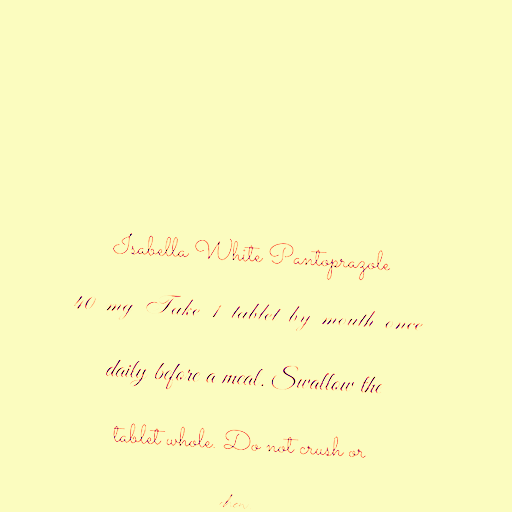 Isabella White Pantoprazole
40 mg Take 1 tablet by mouth once
daily before a meal. Swallow the
tablet whole. Do not crush or